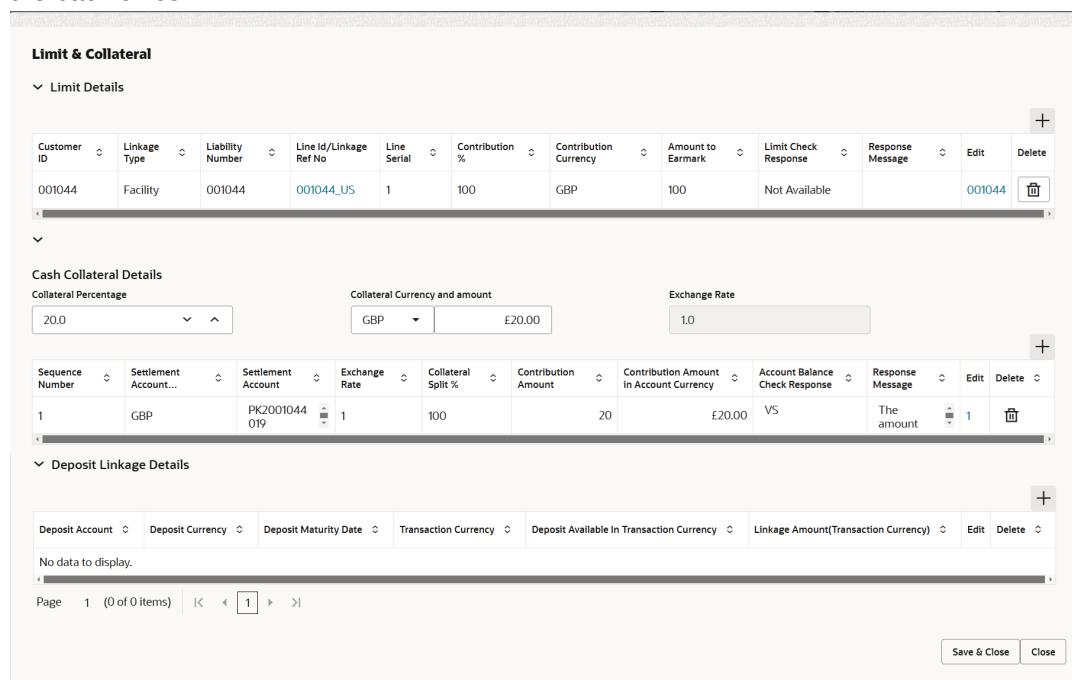 Limit & Collateral
Limit Details
Customer ID Linkage Type Liability Number Line Id/Linkage Ref No Line Serial Contribution % Contribution Currency Amount to Earmark Limit Check Response Response Message Edit Delete
001044 Facility 001044 001044_US 1 100 GBP 100 Not Available 001044
Cash Collateral Details
Collateral Percentage Collateral Currency and amount Exchange Rate
20.0 GBP £20.00 1.0
Sequence Number Settlement Account... Settlement Account Exchange Rate Collateral Split % Contribution Amount Contribution Amount in Account Currency Account Balance Check Response Response Message Edit Delete
1 GBP PK2001044019 1 100 20 £20.00 VS The amount 1
Deposit Linkage Details
Deposit Account Deposit Currency Deposit Maturity Date Transaction Currency Deposit Available In Transaction Currency Linkage Amount(Transaction Currency) Edit Delete
No data to display.
Page 1 (0 of 0 items) 1
Save & Close Close